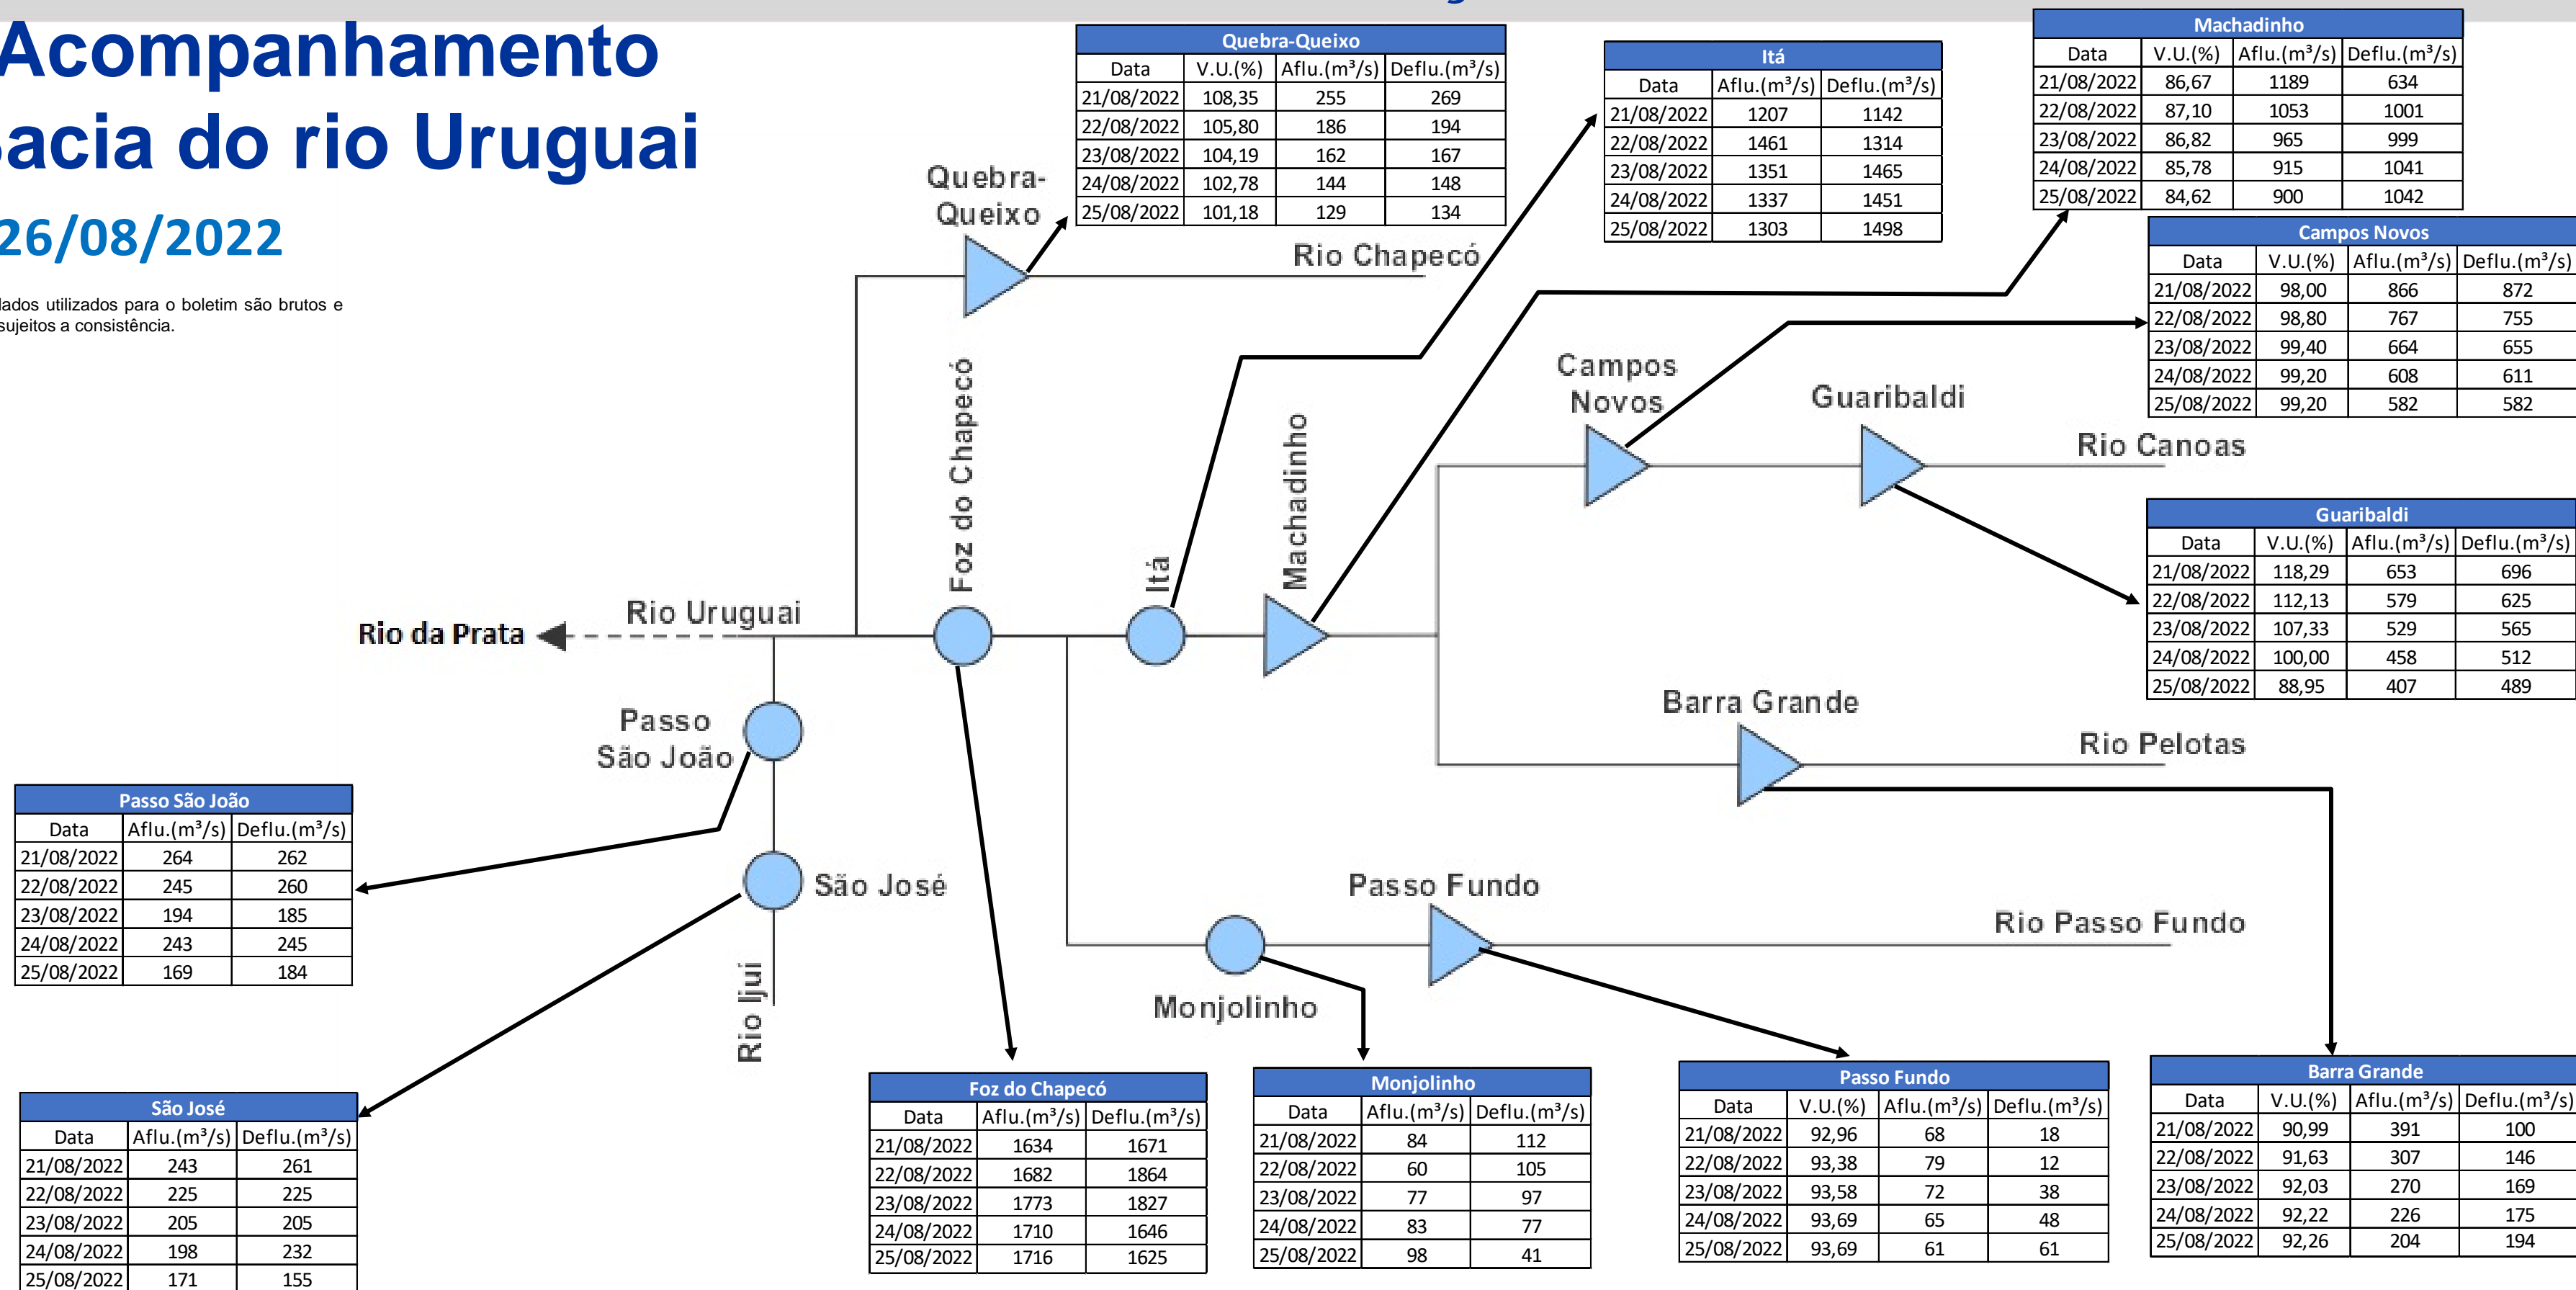 Acompanhamento
acia do rio Uruguai
26/08/2022
dados utilizados para o boletim são brutos e
sujeitos a consistência.
Quebra-Queixo
Data V.U.(%) Aflu.(m³/s) Deflu.(m³/s)
21/08/2022 108,35 255 269
22/08/2022 105,80 186 194
23/08/2022 104,19 162 167
24/08/2022 102,78 144 148
25/08/2022 101,18 129 134
Itá
Data Aflu.(m³/s) Deflu.(m³/s)
21/08/2022 1207 1142
22/08/2022 1461 1314
23/08/2022 1351 1465
24/08/2022 1337 1451
25/08/2022 1303 1498
Machadinho
Data V.U.(%) Aflu.(m³/s) Deflu.(m³/s)
21/08/2022 86,67 1189 634
22/08/2022 87,10 1053 1001
23/08/2022 86,82 965 999
24/08/2022 85,78 915 1041
25/08/2022 84,62 900 1042
Campos Novos
Data V.U.(%) Aflu.(m³/s) Deflu.(m³/s)
21/08/2022 98,00 866 872
22/08/2022 98,80 767 755
23/08/2022 99,40 664 655
24/08/2022 99,20 608 611
25/08/2022 99,20 582 582
Quebra-
Queixo
Rio Chapecó
Foz do Chapecó
Itá
Machadinho
Campos
Novos
Guaribaldi
Rio Canoas
Guaribaldi
Data V.U.(%) Aflu.(m³/s) Deflu.(m³/s)
21/08/2022 118,29 653 696
22/08/2022 112,13 579 625
23/08/2022 107,33 529 565
24/08/2022 100,00 458 512
25/08/2022 88,95 407 489
Rio da Prata
Rio Uruguai
Passo
São João
Barra Grande
Rio Pelotas
São José
Rio Ijuí
Passo Fundo
Rio Passo Fundo
Monjolinho
Passo São João
Data Aflu.(m³/s) Deflu.(m³/s)
21/08/2022 264 262
22/08/2022 245 260
23/08/2022 194 185
24/08/2022 243 245
25/08/2022 169 184
São José
Data Aflu.(m³/s) Deflu.(m³/s)
21/08/2022 243 261
22/08/2022 225 225
23/08/2022 205 205
24/08/2022 198 232
25/08/2022 171 155
Foz do Chapecó
Data Aflu.(m³/s) Deflu.(m³/s)
21/08/2022 1634 1671
22/08/2022 1682 1864
23/08/2022 1773 1827
24/08/2022 1710 1646
25/08/2022 1716 1625
Monjolinho
Data Aflu.(m³/s) Deflu.(m³/s)
21/08/2022 84 112
22/08/2022 60 105
23/08/2022 77 97
24/08/2022 83 77
25/08/2022 98 41
Passo Fundo
Data V.U.(%) Aflu.(m³/s) Deflu.(m³/s)
21/08/2022 92,96 68 18
22/08/2022 93,38 79 12
23/08/2022 93,58 72 38
24/08/2022 93,69 65 48
25/08/2022 93,69 61 61
Barra Grande
Data V.U.(%) Aflu.(m³/s) Deflu.(m³/s)
21/08/2022 90,99 391 100
22/08/2022 91,63 307 146
23/08/2022 92,03 270 169
24/08/2022 92,22 226 175
25/08/2022 92,26 204 194